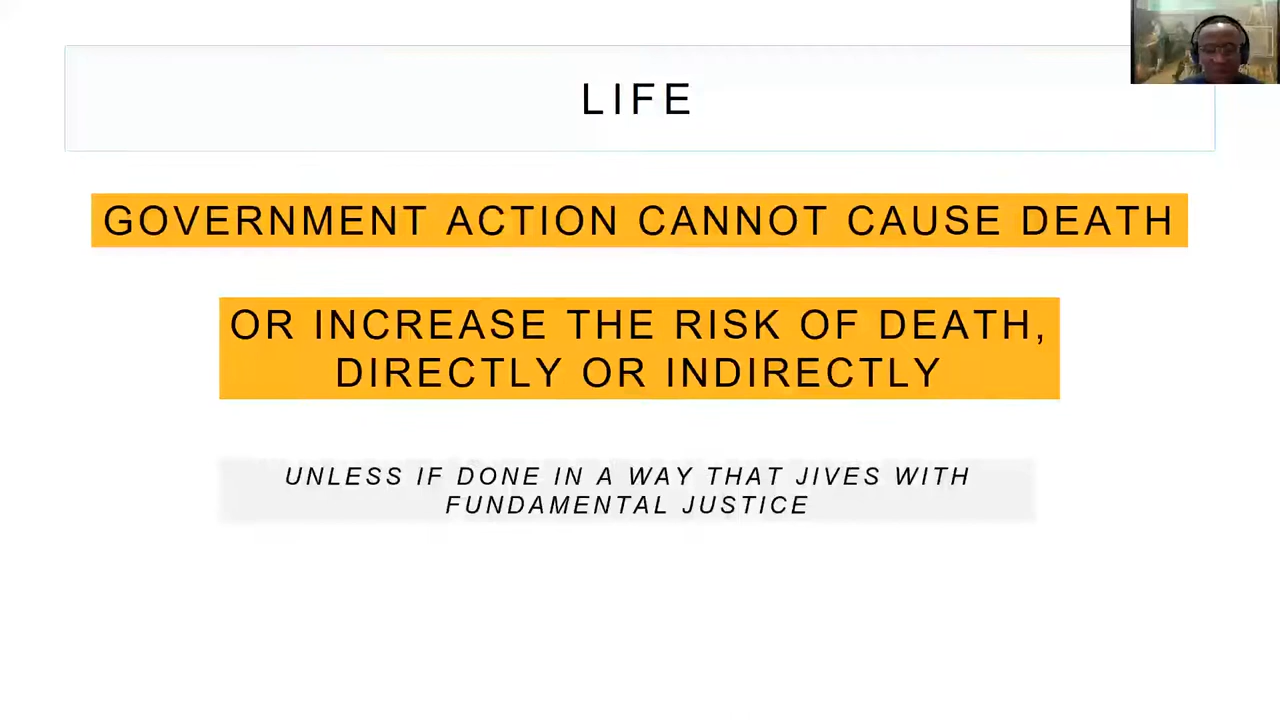 LIFE
GOVERNMENT ACTION CANNOT CAUSE DEATH
OR INCREASE THE RISK OF DEATH,
DIRECTLY OR INDIRECTLY
UNLESS IF DONE IN A WAY THAT JIVES WITH
FUNDAMENTAL JUSTICE